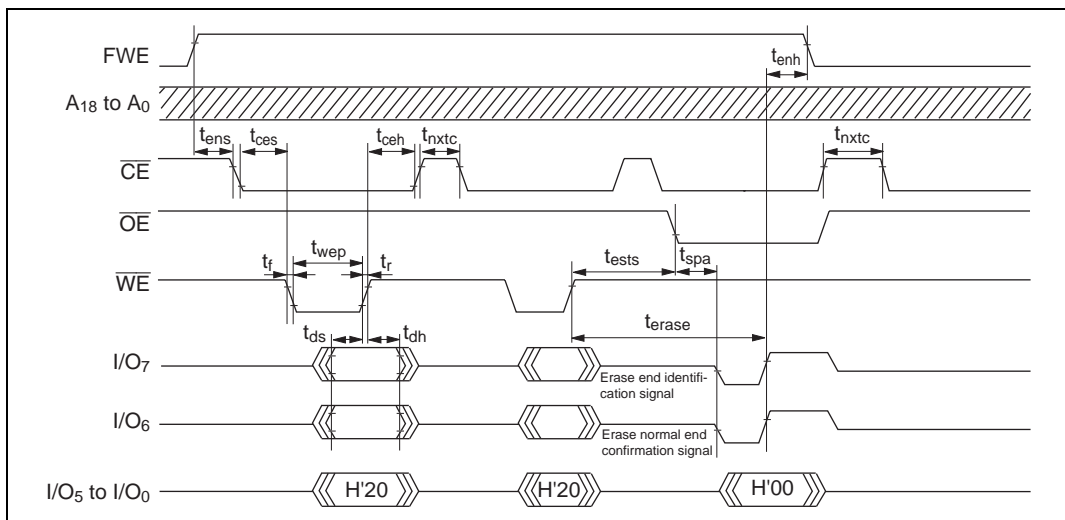 FWE
tenh
A18 to A0
tens tces tceh tnxtc tnxtc
CE
OE
twep
tf tr tests tspa
WE
terase
tds tdh
I/O7
Erase end identifi-
cation signal
I/O6
Erase normal end
confirmation signal
I/O5 to I/O0 H'20 H'20 H'00